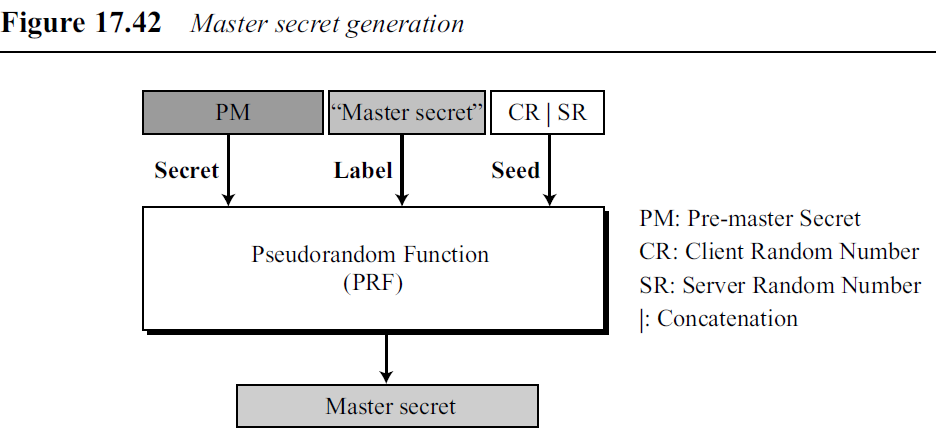 Figure 17.42 Master secret generation
PM
“Master secret”
CR | SR
Secret
Label
Seed
Pseudorandom Function
(PRF)
PM: Pre-master Secret
CR: Client Random Number
SR: Server Random Number
|: Concatenation
Master secret